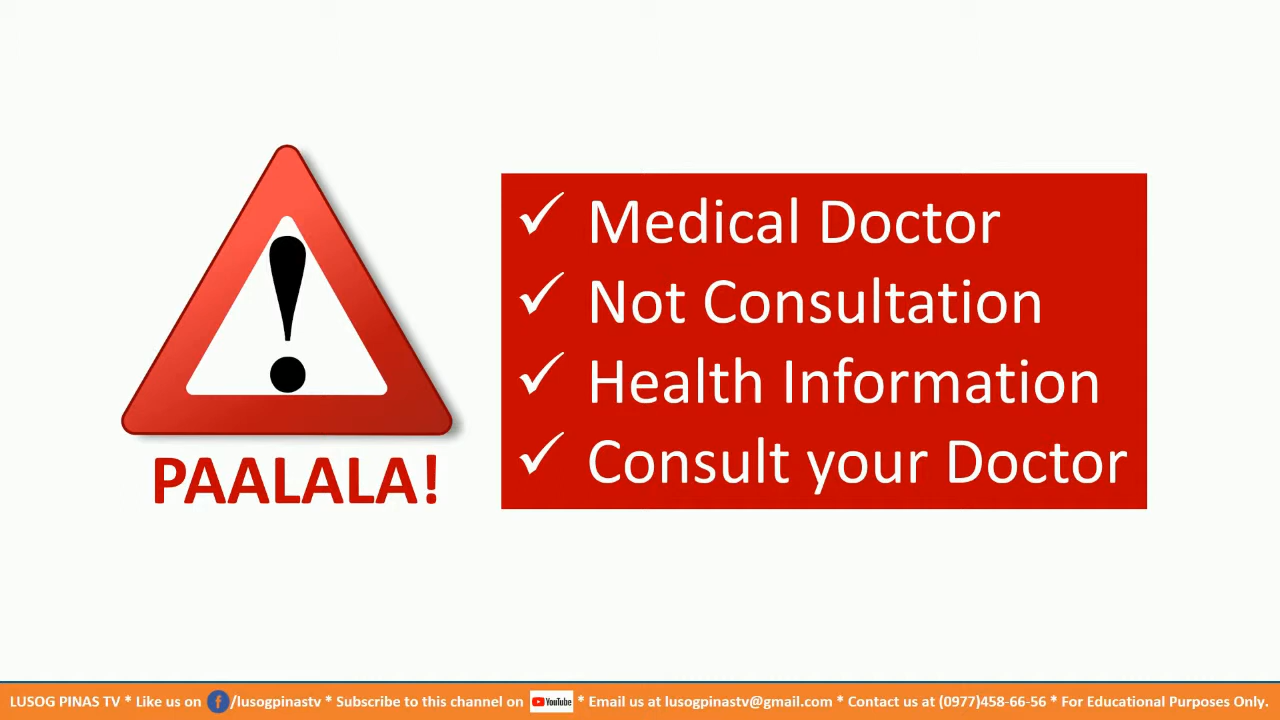 Medical Doctor
Not Consultation
Health Information
Consult your Doctor
PAALALA!
LUSOG PINAS TV * Like us on f/lusogpinastv * Subscribe to this channel on YouTube * Email us at lusogpinastv@gmail.com * Contact us at (0977)458-66-56 * For Educational Purposes Only.